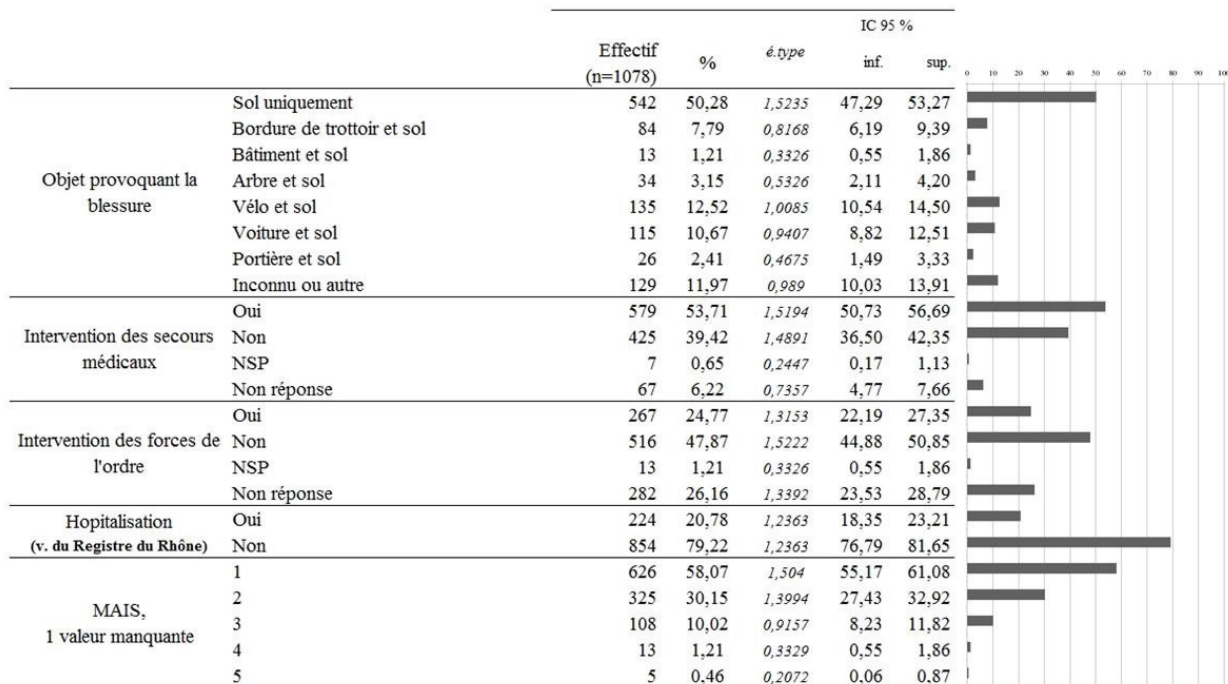 IC 95 %
Effectif (n=1078) % é.type inf. sup. 0 10 20 30 40 50 60 70 80 90 100
Objet provoquant la blessure
Sol uniquement 542 50,28 1,5235 47,29 53,27
Bordure de trottoir et sol 84 7,79 0,8168 6,19 9,39
Bâtiment et sol 13 1,21 0,3326 0,55 1,86
Arbre et sol 34 3,15 0,5326 2,11 4,20
Vélo et sol 135 12,52 1,0085 10,54 14,50
Voiture et sol 115 10,67 0,9407 8,82 12,51
Portière et sol 26 2,41 0,4675 1,49 3,33
Inconnu ou autre 129 11,97 0,989 10,03 13,91
Intervention des secours médicaux
Oui 579 53,71 1,5194 50,73 56,69
Non 425 39,42 1,4891 36,50 42,35
NSP 7 0,65 0,2447 0,17 1,13
Non réponse 67 6,22 0,7357 4,77 7,66
Intervention des forces de l'ordre
Oui 267 24,77 1,3153 22,19 27,35
Non 516 47,87 1,5222 44,88 50,85
NSP 13 1,21 0,3326 0,55 1,86
Non réponse 282 26,16 1,3392 23,53 28,79
Hopitalisation
(v. du Registre du Rhône)
Oui 224 20,78 1,2363 18,35 23,21
Non 854 79,22 1,2363 76,79 81,65
MAIS,
1 valeur manquante
1 626 58,07 1,504 55,17 61,08
2 325 30,15 1,3994 27,43 32,92
3 108 10,02 0,9157 8,23 11,82
4 13 1,21 0,3329 0,55 1,86
5 5 0,46 0,2072 0,06 0,87